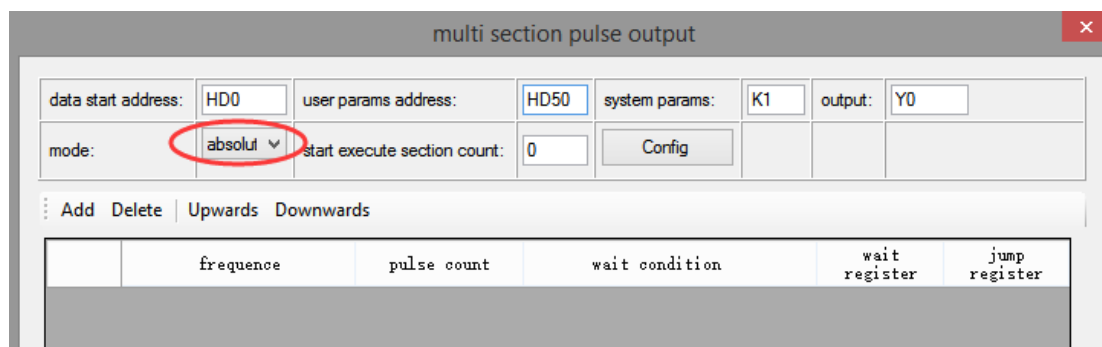 multi section pulse output
data start address: HD0 user params address: HD50 system params: K1 output: Y0
mode: absolut start execute section count: 0 Config
Add Delete Upwards Downwards
frequence pulse count wait condition wait register jump register